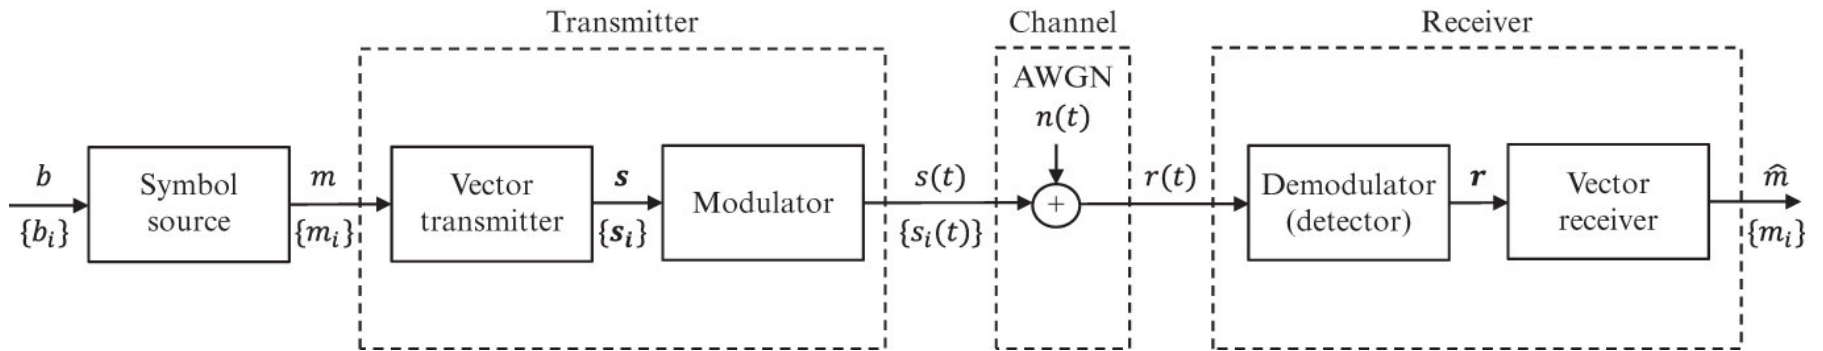 Transmitter
Channel
Receiver
AWGN
n(t)
b
{b_i}
Symbol
source
m
{m_i}
Vector
transmitter
s
{s_i}
Modulator
s(t)
{s_i(t)}
+
r(t)
Demodulator
(detector)
r
Vector
receiver
m̂
{m_i}